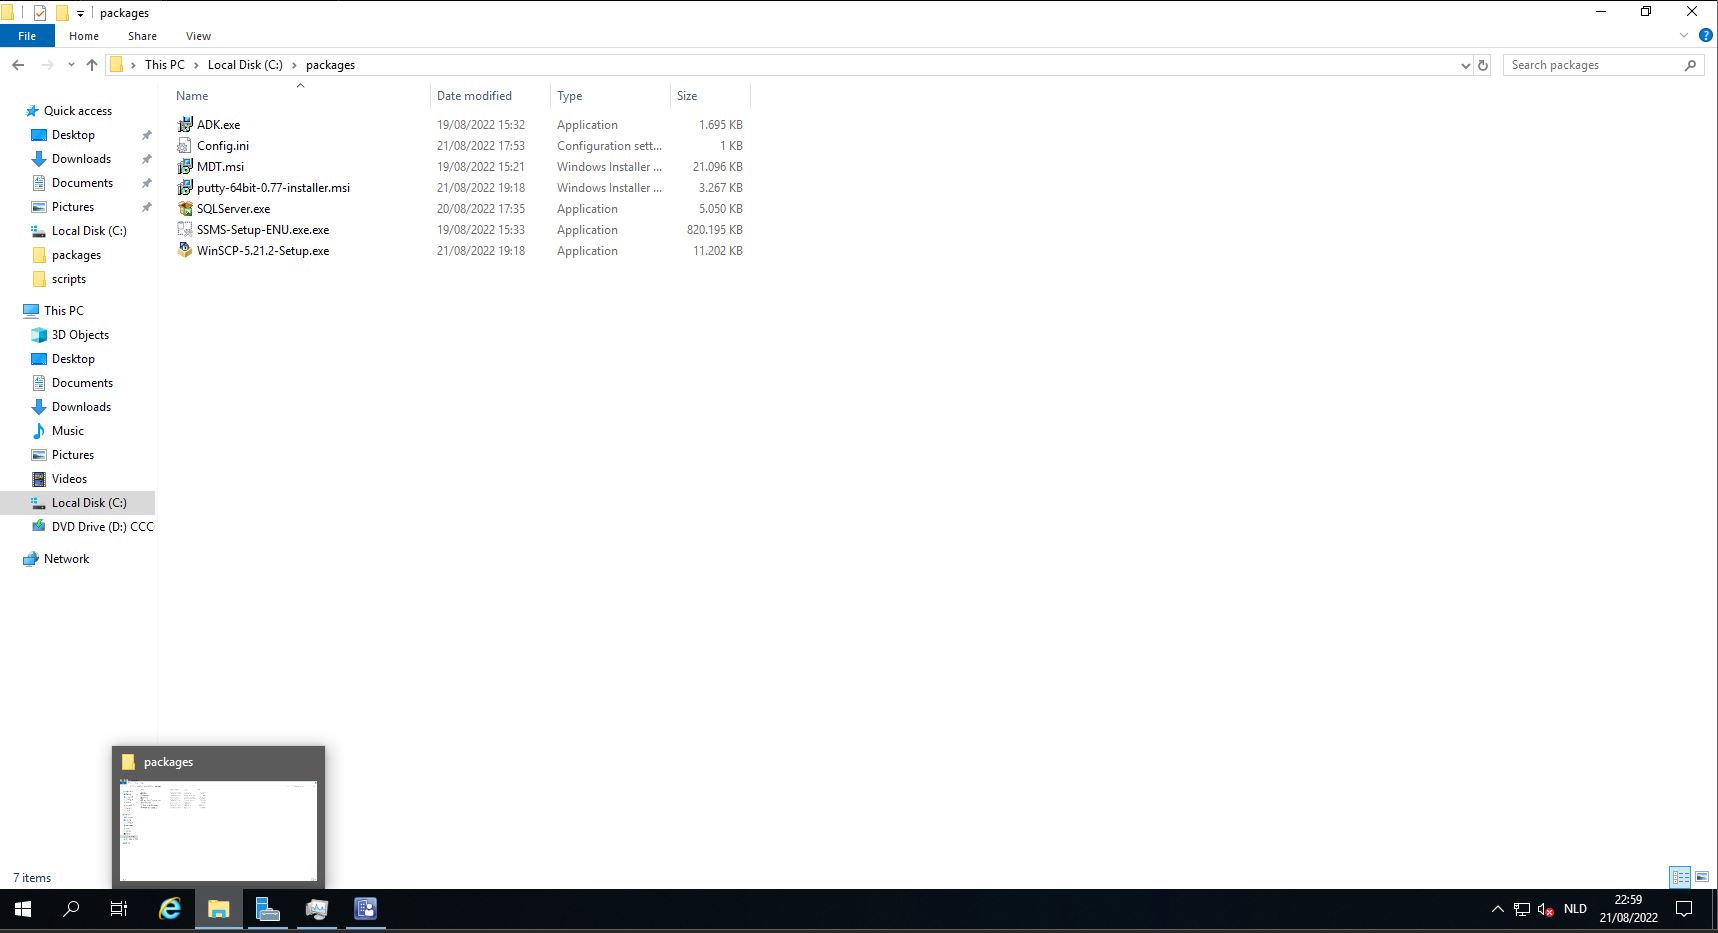 packages
File Home Share View
This PC Local Disk (C:) packages Search packages
Name Date modified Type Size
Quick access
Desktop
Downloads
Documents
Pictures
Local Disk (C:)
packages
scripts
This PC
3D Objects
Desktop
Documents
Downloads
Music
Pictures
Videos
Local Disk (C:)
DVD Drive (D:) CCC
Network
ADK.exe 19/08/2022 15:32 Application 1.695 KB
Config.ini 21/08/2022 17:53 Configuration sett... 1 KB
MDT.msi 19/08/2022 15:21 Windows Installer ... 21.096 KB
putty-64bit-0.77-installer.msi 21/08/2022 19:18 Windows Installer ... 3.267 KB
SQLServer.exe 20/08/2022 17:35 Application 5.050 KB
SSMS-Setup-ENU.exe.exe 19/08/2022 15:33 Application 820.195 KB
WinSCP-5.21.2-Setup.exe 21/08/2022 19:18 Application 11.202 KB
packages
7 items
NLD
22:59
21/08/2022